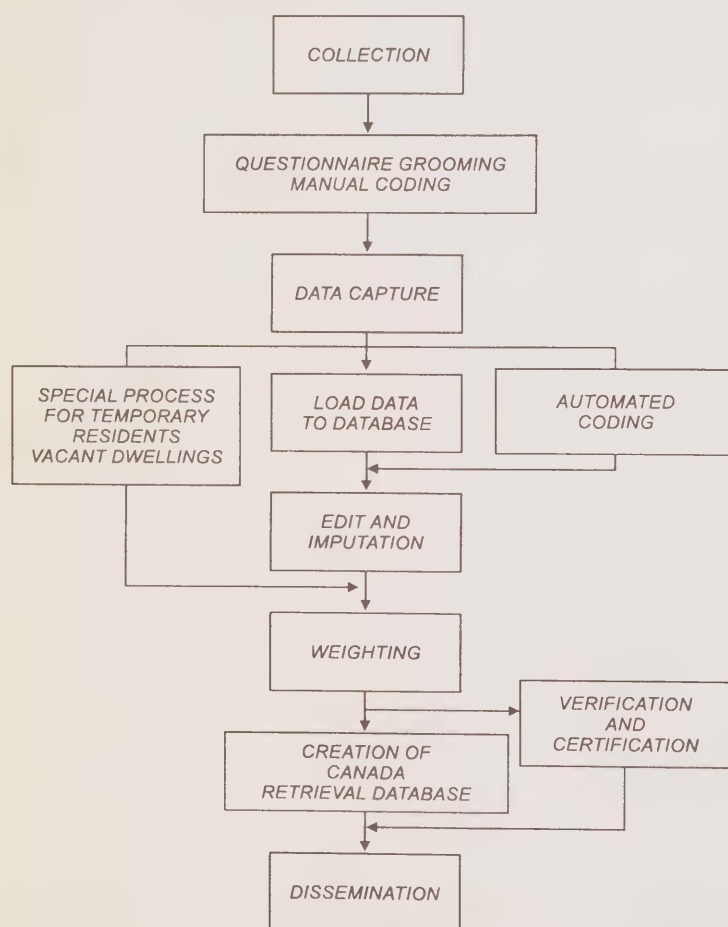 COLLECTION
QUESTIONNAIRE GROOMING
MANUAL CODING
DATA CAPTURE
SPECIAL PROCESS
FOR TEMPORARY
RESIDENTS
VACANT DWELLINGS
LOAD DATA
TO DATABASE
AUTOMATED
CODING
EDIT AND
IMPUTATION
WEIGHTING
VERIFICATION
AND
CERTIFICATION
CREATION OF
CANADA
RETRIEVAL DATABASE
DISSEMINATION